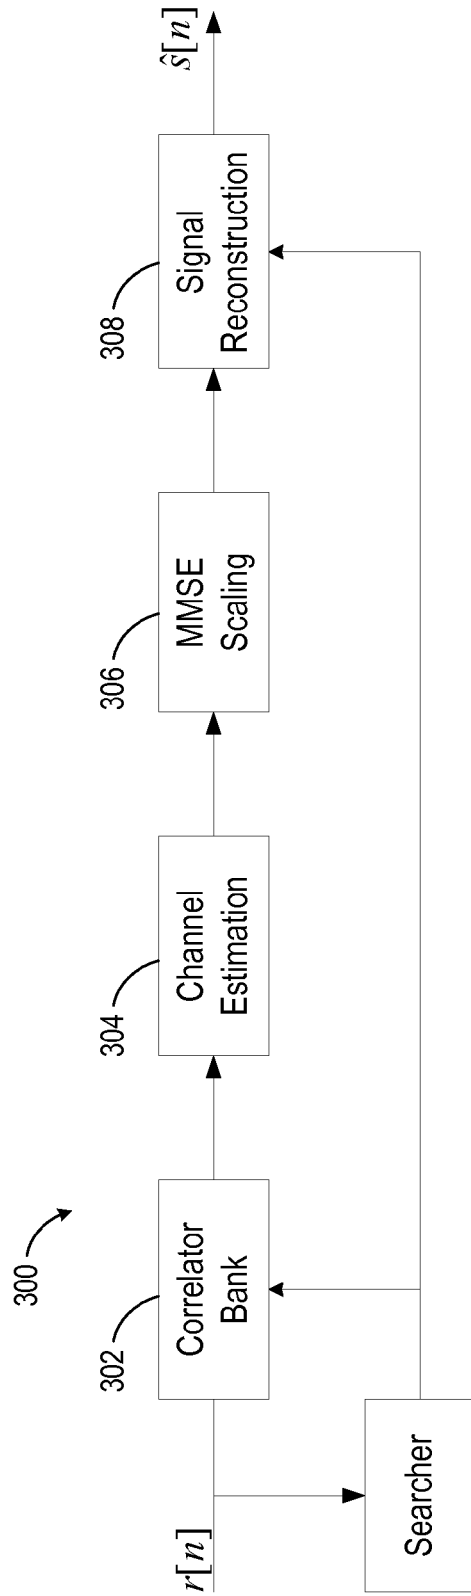 300
302
304
306
308
r[n]
Correlator
Bank
Channel
Estimation
MMSE
Scaling
Signal
Reconstruction
ŝ[n]
Searcher